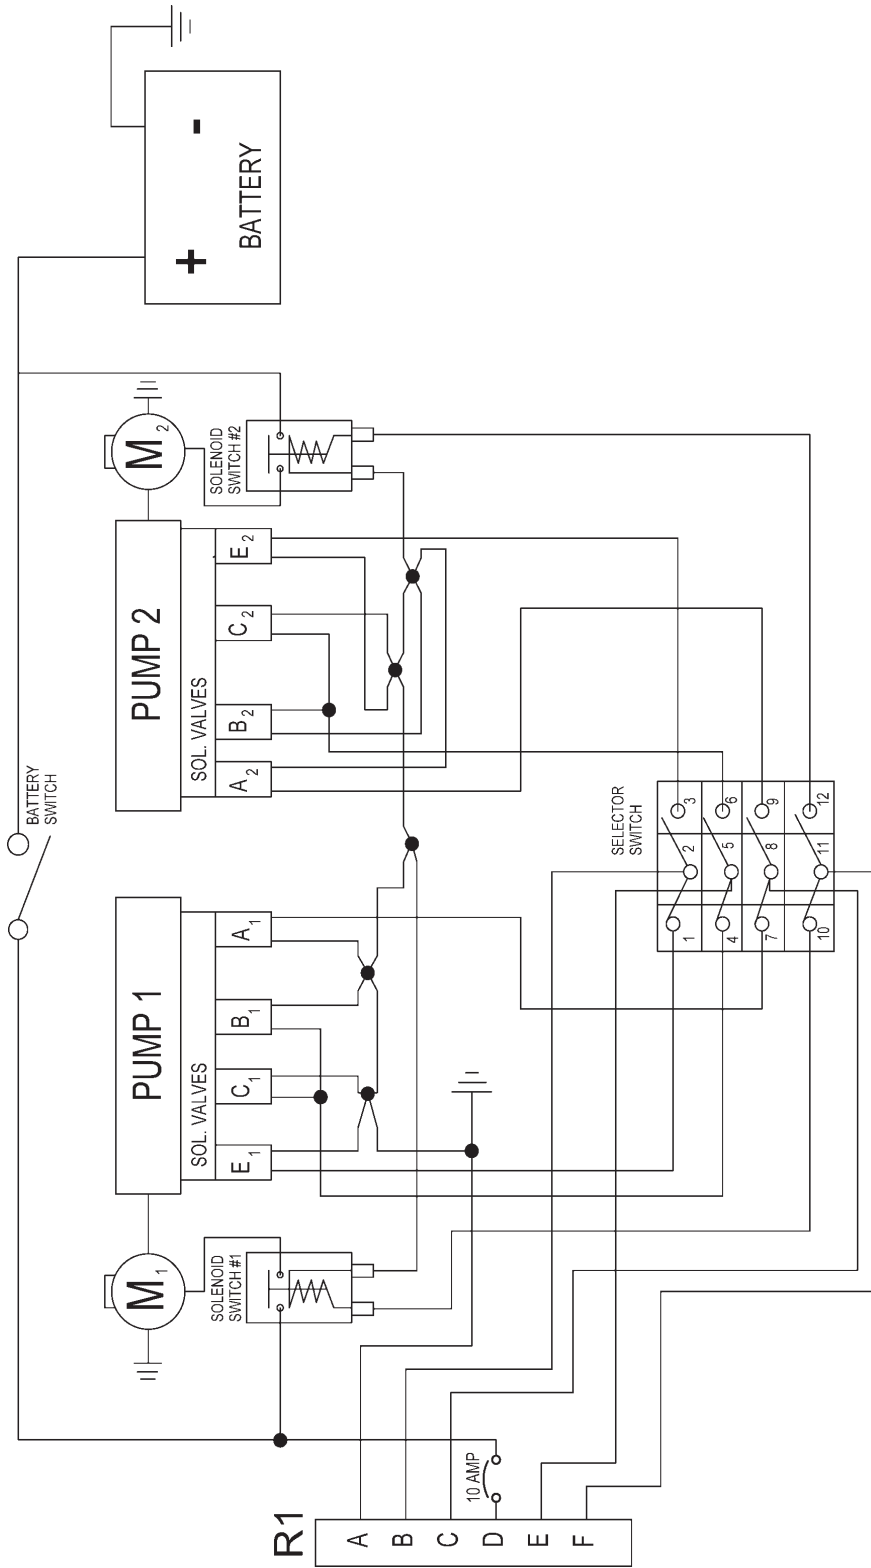 R1
A
B
C
D
E
F
10 AMP
M1
SOLENOID
SWITCH #1
PUMP 1
SOL. VALVES
E1
C1
B1
A1
BATTERY
SWITCH
PUMP 2
SOL. VALVES
A2
B2
C2
E2
M2
SOLENOID
SWITCH #2
+
-
BATTERY
SELECTOR
SWITCH
1 2 3
4 5 6
7 8 9
10 11 12